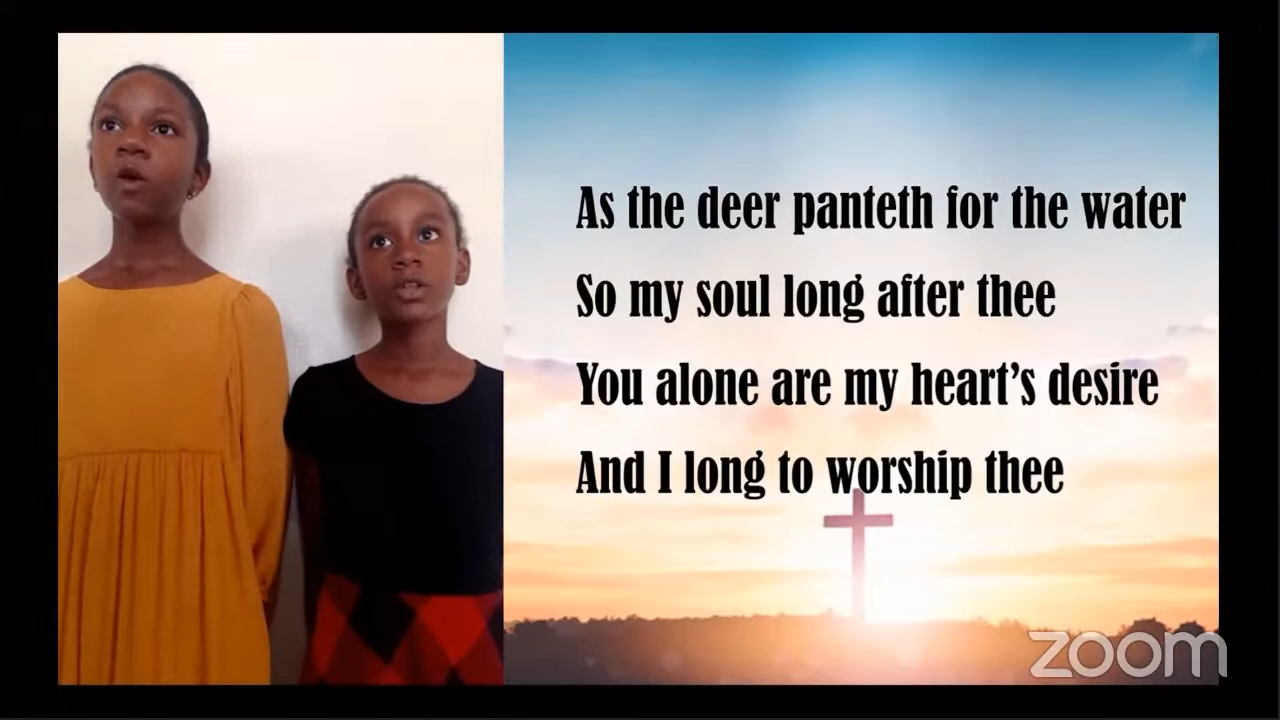 As the deer panteth for the water
So my soul long after thee
You alone are my heart’s desire
And I long to worship thee
zoom